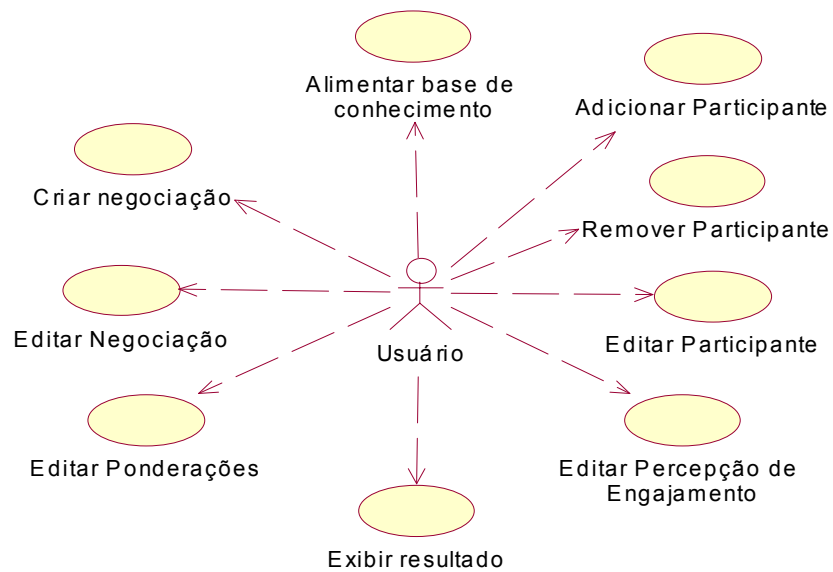 Alimentar base de
conhecimento
Adicionar Participante
Criar negociação
Remover Participante
Editar Negociação
Editar Participante
Usuário
Editar Ponderações
Editar Percepção de
Engajamento
Exibir resultado